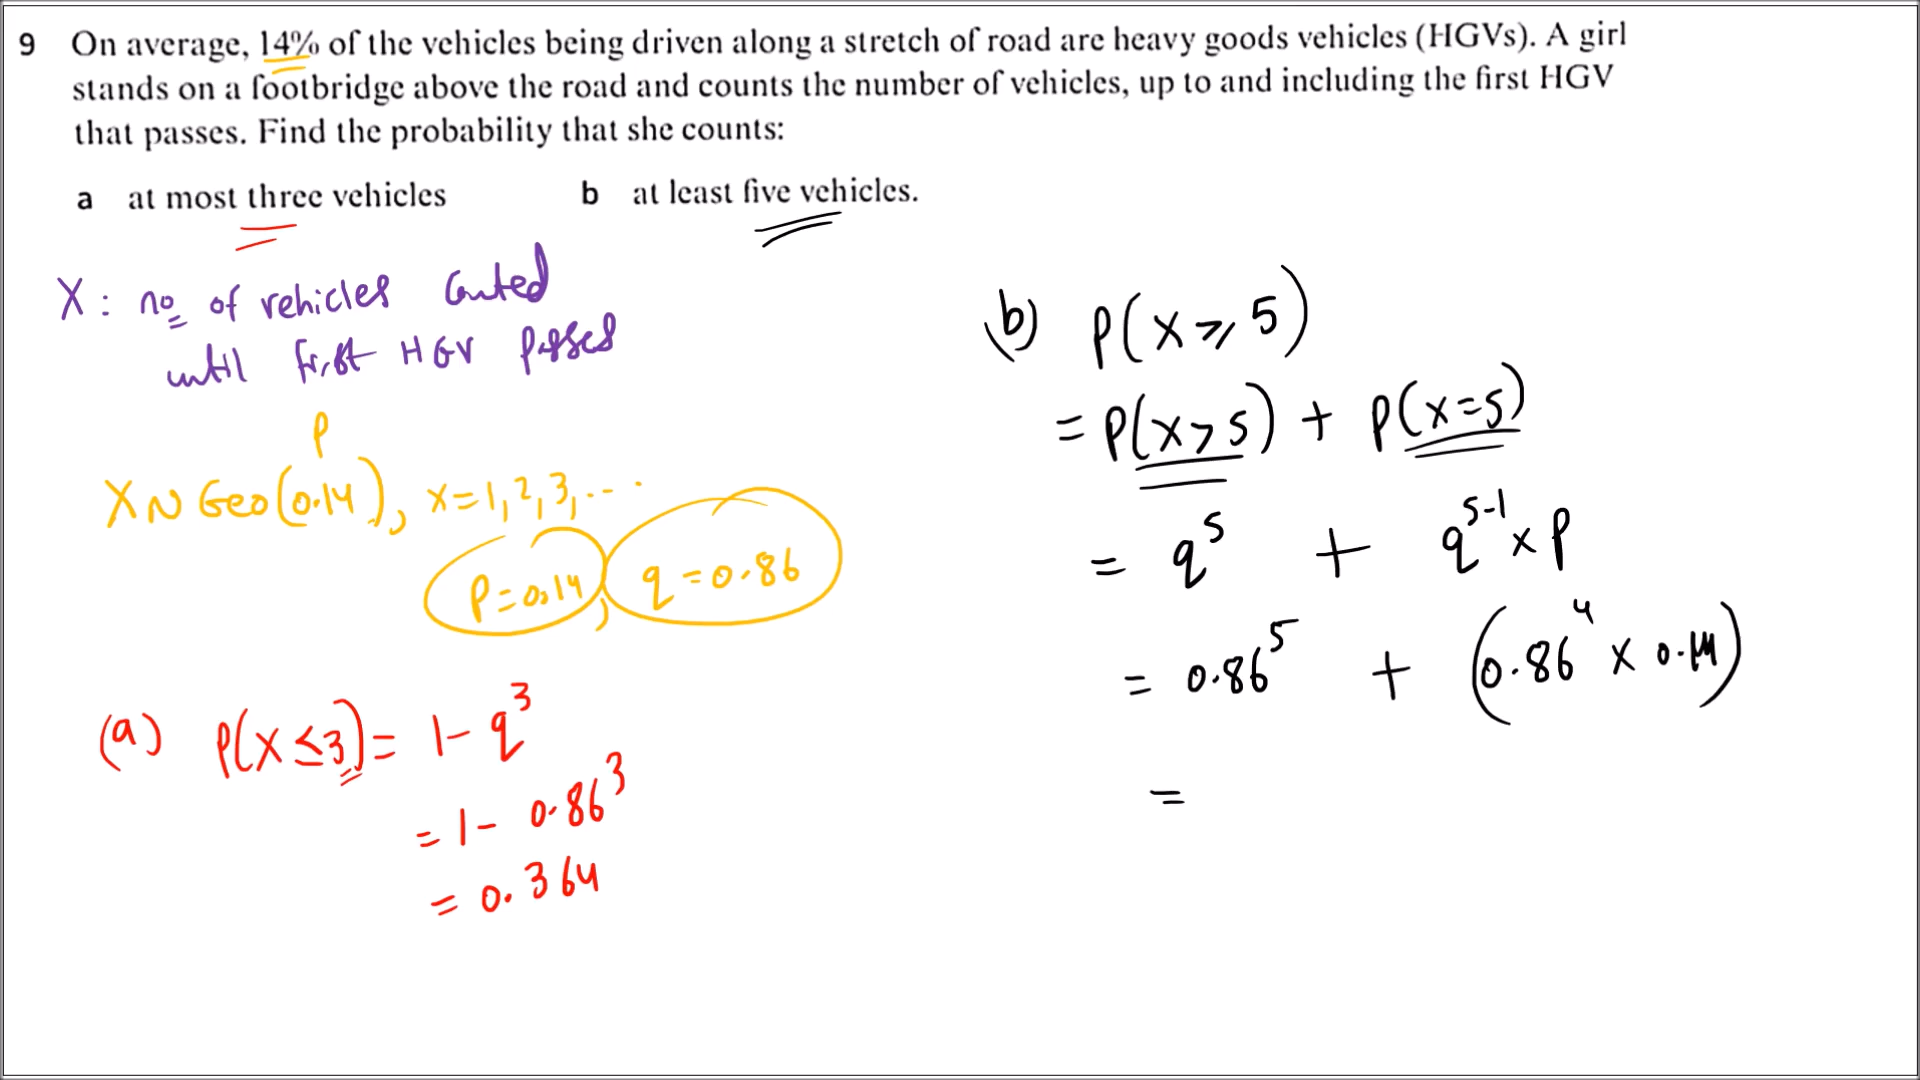 9 On average, 14% of the vehicles being driven along a stretch of road are heavy goods vehicles (HGVs). A girl
stands on a footbridge above the road and counts the number of vehicles, up to and including the first HGV
that passes. Find the probability that she counts:
a at most three vehicles b at least five vehicles.
X : no of vehicles counted
until first HGV passes
P
X ~ Geo(0.14), x=1,2,3,...
P=0.14, q=0.86
(a) P(X≤3) = 1-q³
= 1- 0.86³
= 0.364
(b) P(X≥5)
= P(X>5) + P(X=5)
= q⁵ + q⁵⁻¹ × P
= 0.86⁵ + (0.86⁴ × 0.14)
=